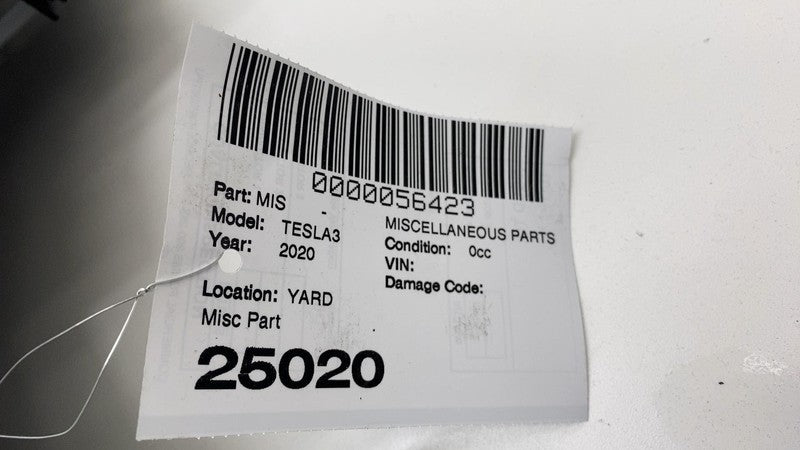 0000056423
Part: MIS -
MISCELLANEOUS PARTS
Model: TESLA3
Condition: 0cc
Year: 2020
VIN:
Damage Code:
Location: YARD
Misc Part
25020